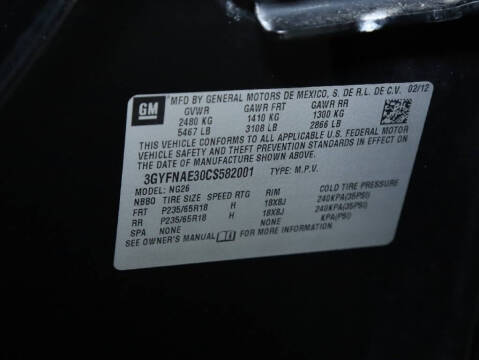 GM
MFD BY GENERAL MOTORS DE MEXICO, S. DE R.L. DE C.V. 02/12
GVWR GAWR FRT GAWR RR
2480 KG 1410 KG 1300 KG
5467 LB 3108 LB 2866 LB
THIS VEHICLE CONFORMS TO ALL APPLICABLE U.S. FEDERAL MOTOR
VEHICLE SAFETY AND THEFT PREVENTION STANDARDS IN EFFECT ON
THE DATE OF MANUFACTURE SHOWN ABOVE.
3GYFNAE30CS582001 TYPE: M.P.V.
MODEL: NG26
NBBO TIRE SIZE SPEED RTG RIM COLD TIRE PRESSURE
FRT P235/65R18 H 18X8J 240KPA(35PSI)
RR P235/65R18 H 18X8J 240KPA(35PSI)
SPA NONE NONE KPA(PSI)
SEE OWNER'S MANUAL FOR MORE INFORMATION.